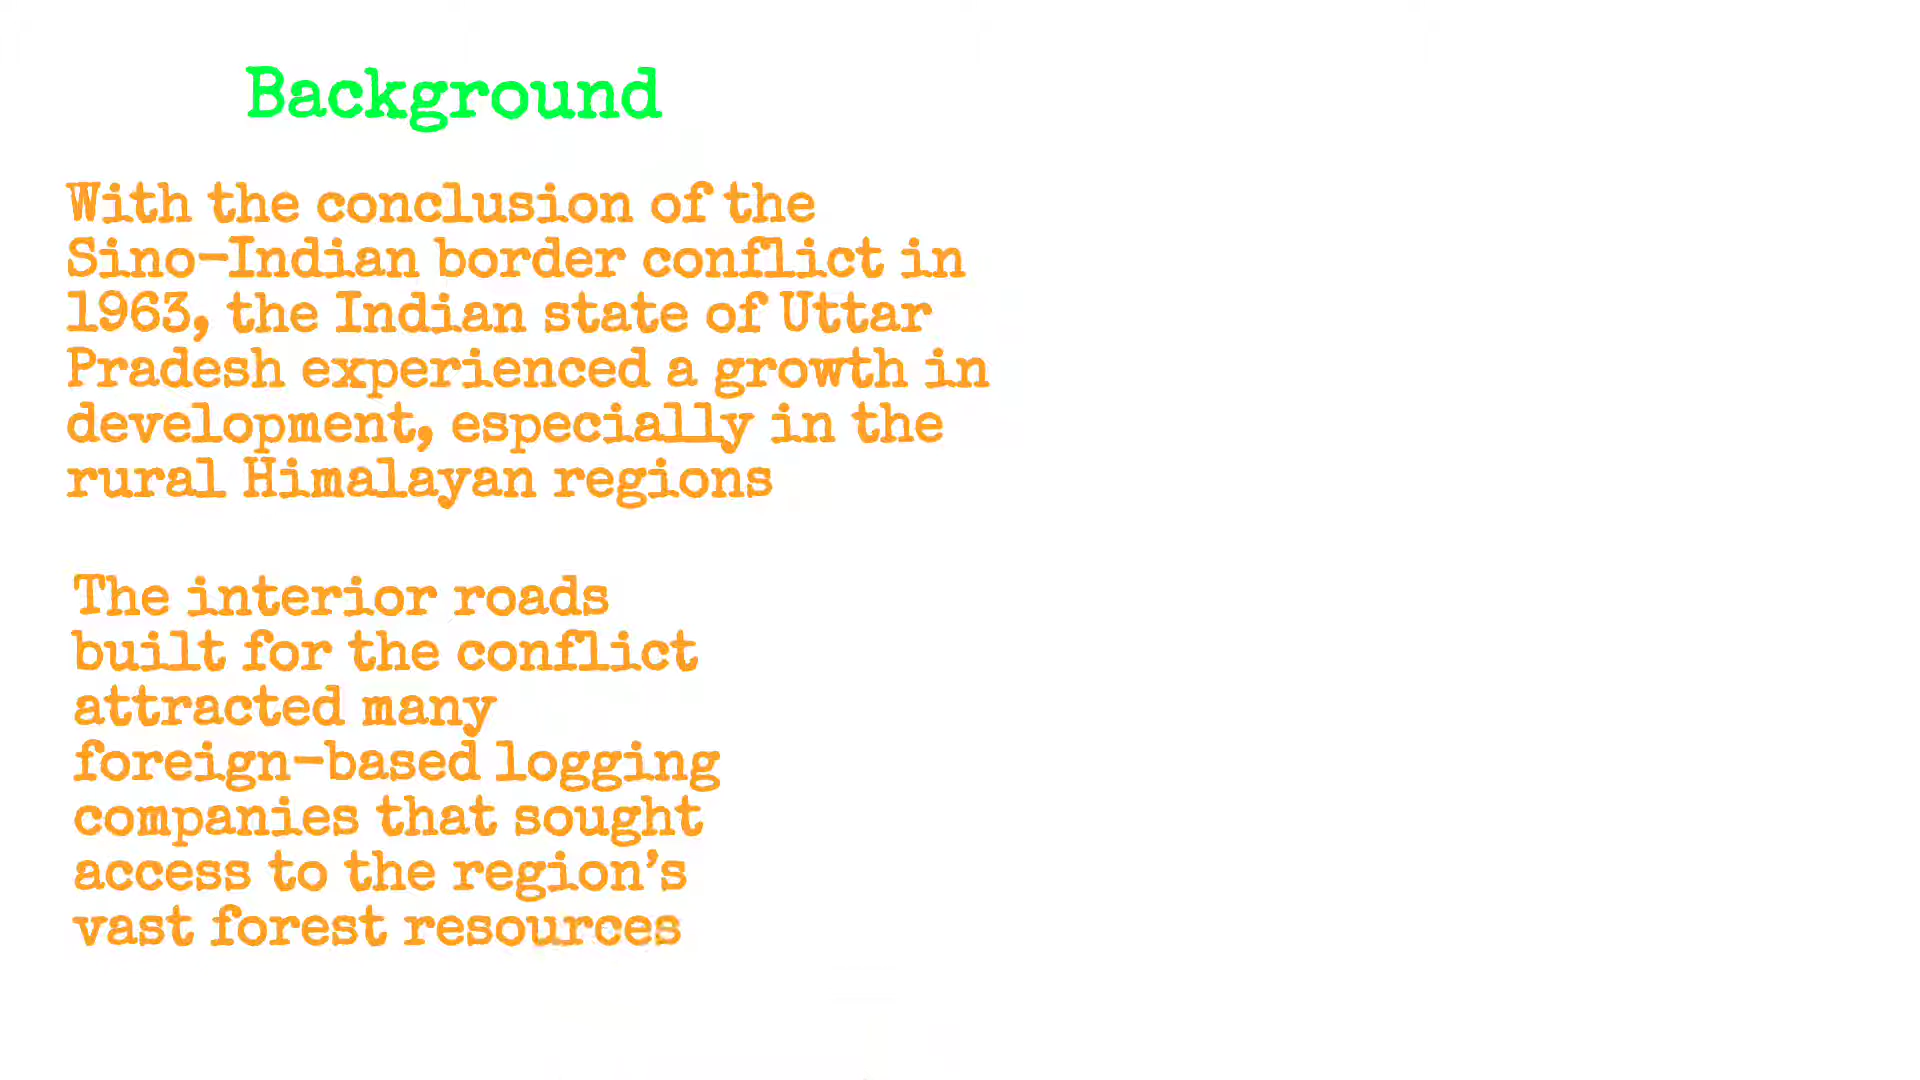 Background
With the conclusion of the
Sino-Indian border conflict in
1963, the Indian state of Uttar
Pradesh experienced a growth in
development, especially in the
rural Himalayan regions
The interior roads
built for the conflict
attracted many
foreign-based logging
companies that sought
access to the region’s
vast forest resources